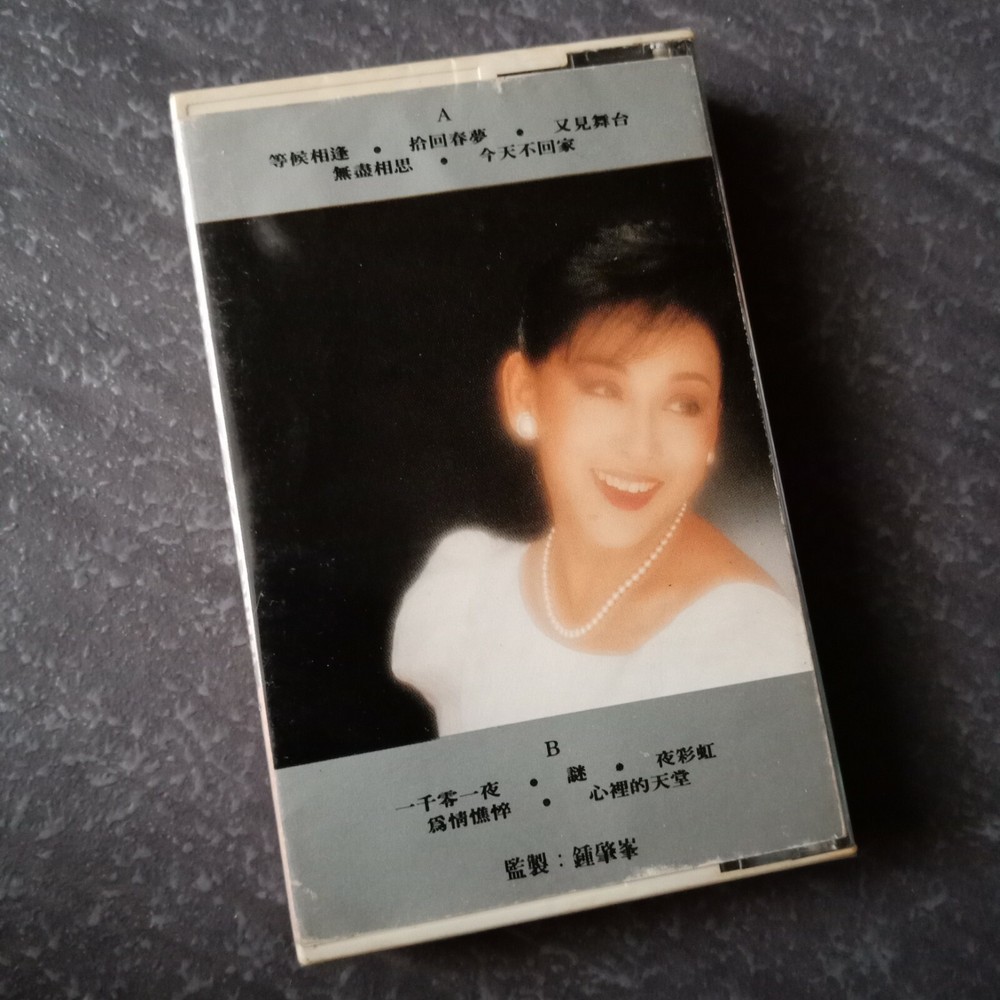 A
等候相逢 • 拾回春夢 • 又見舞台
無盡相思 • 今天不回家
B
一千零一夜 • 謎 • 夜彩虹
爲情憔悴 • 心裡的天堂
監製：鍾肇峯